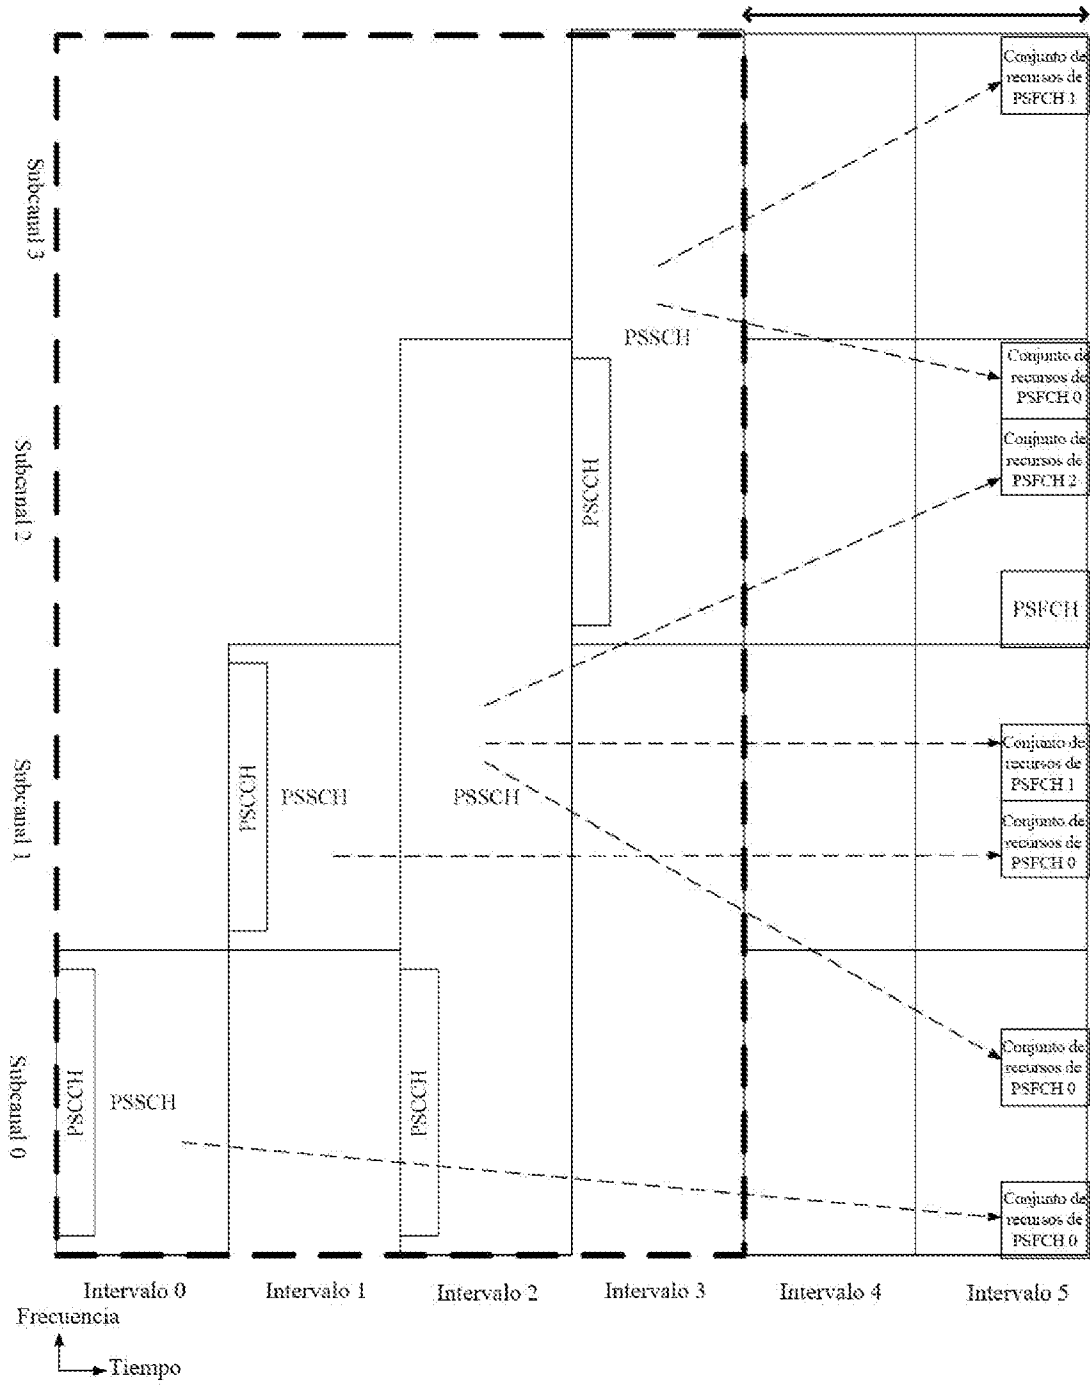 Conjunto de
recursos de
PSFCH 1
Subcanal 3
PSSCH
Conjunto de
recursos de
PSFCH 0
Conjunto de
recursos de
PSFCH 2
PSCCH
Subcanal 2
PSFCH
Conjunto de
recursos de
PSFCH 1
PSCCH
PSSCH
PSSCH
Subcanal 1
Conjunto de
recursos de
PSFCH 0
Conjunto de
recursos de
PSFCH 0
PSCCH
PSSCH
PSCCH
Subcanal 0
Conjunto de
recursos de
PSFCH 0
Intervalo 0
Intervalo 1
Intervalo 2
Intervalo 3
Intervalo 4
Intervalo 5
Frecuencia
Tiempo